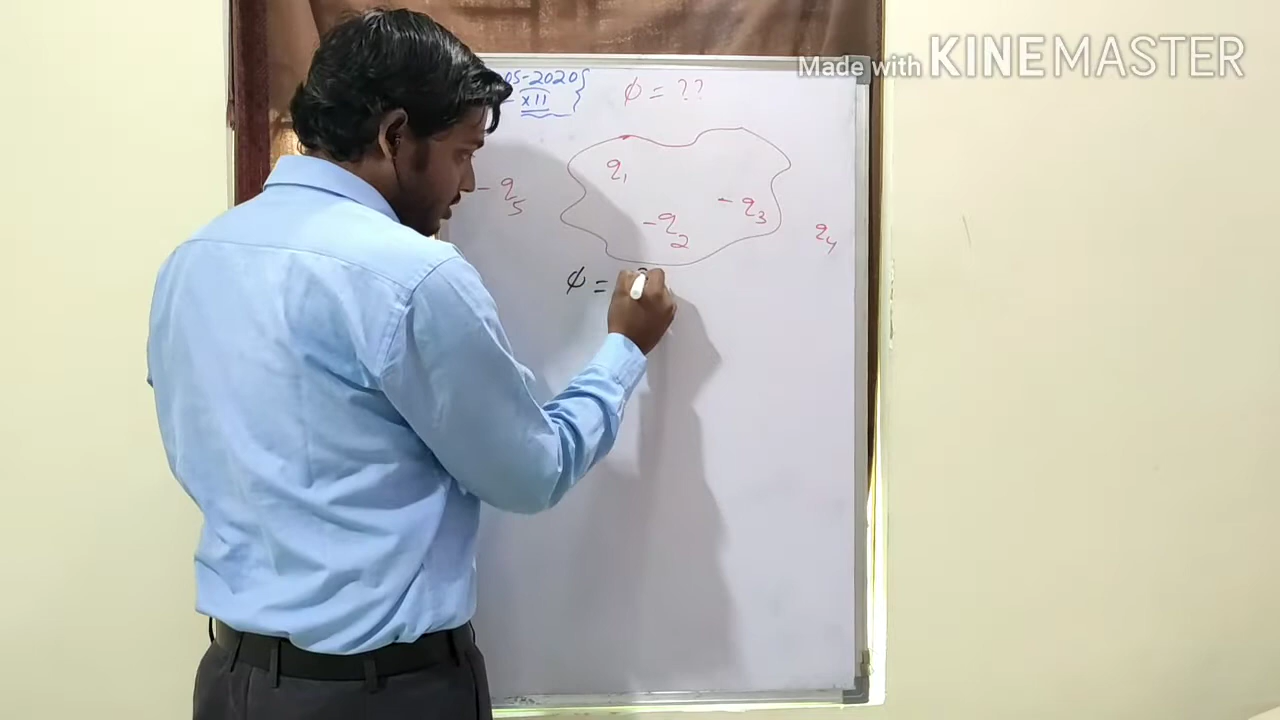 Made with KINEMASTER
05-2020
XII
φ = ??
q1
- q5
- q2
- q3
q4
φ =